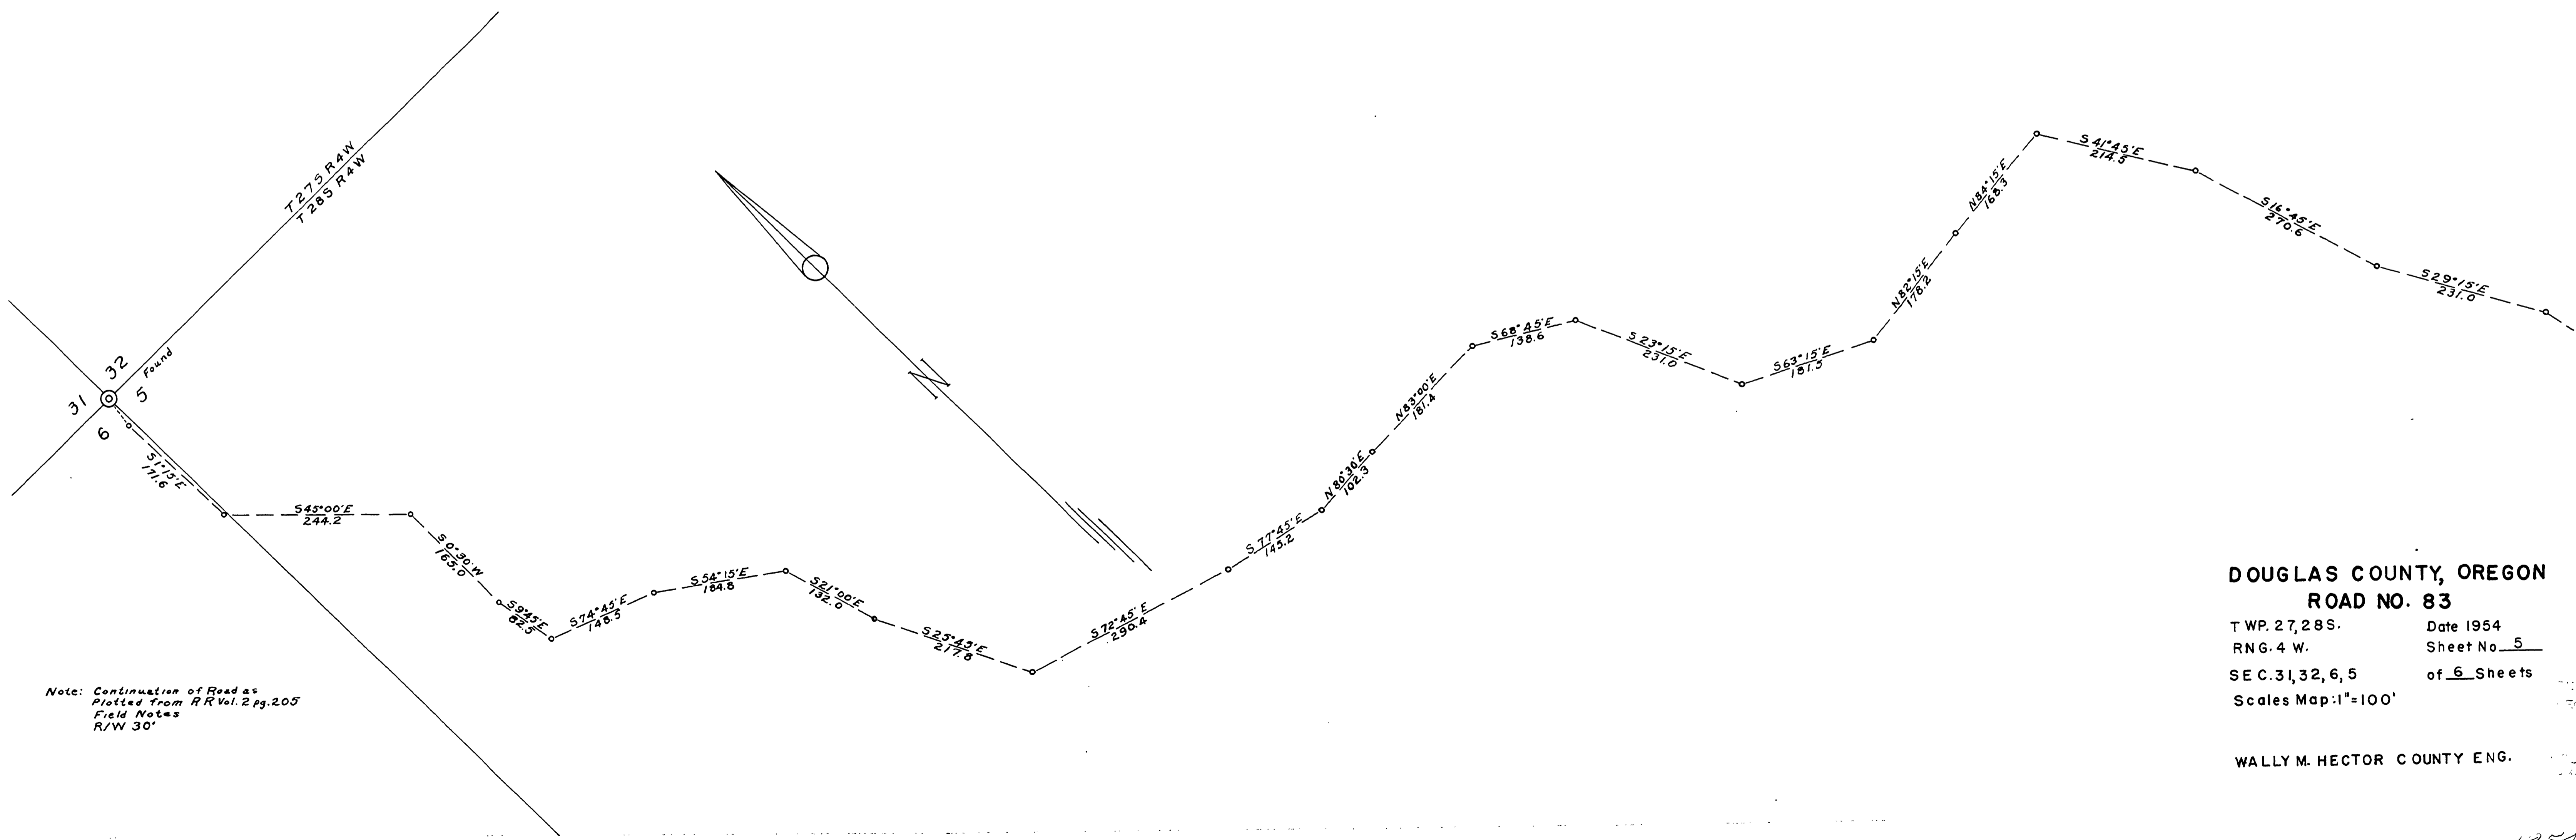 T 27 S R 4 W
T 28 S R 4 W
32
Found
31
5
6
S1°15'E
171.6
S45°00'E
244.2
S 0°30'W
165.0
S9°45'E
82.5
S74°45'E
148.5
S54°15'E
184.8
S21°00'E
132.0
S25°45'E
217.8
S72°45'E
290.4
S77°45'E
145.2
N80°30'E
102.3
N83°00'E
181.4
S68°45'E
138.6
S23°15'E
231.0
S63°15'E
181.5
N82°15'E
178.2
N84°15'E
168.3
S41°45'E
214.5
S16°45'E
270.6
S29°15'E
231.0
N
Note: Continuation of Road as
Plotted from RR Vol. 2 pg. 205
Field Notes
R/W 30'
DOUGLAS COUNTY, OREGON
ROAD NO. 83
TWP. 27, 28 S.
Date 1954
RNG. 4 W.
Sheet No 5
SEC. 31, 32, 6, 5
of 6 Sheets
Scales Map: 1"=100'
WALLY M. HECTOR COUNTY ENG.